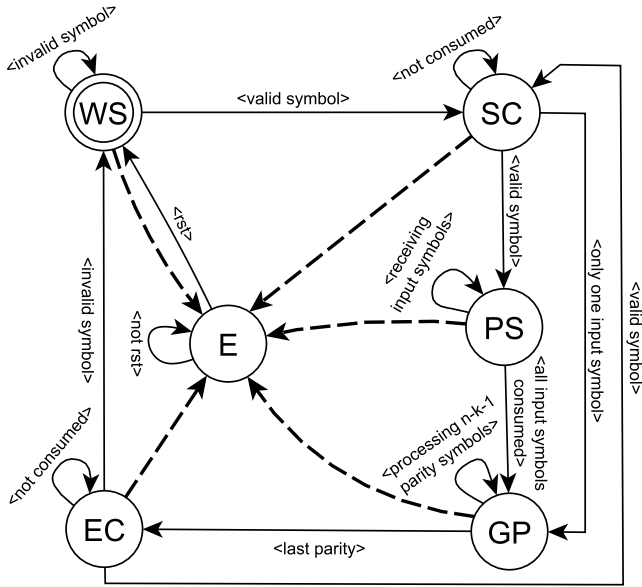 <invalid symbol>
<not consumed>
WS
<valid symbol>
SC
<valid symbol>
<rst>
<receiving
input symbols>
<only one input symbol>
<valid symbol>
<invalid symbol>
<not rst>
E
PS
<all input symbols
consumed>
<processing n-k-1
parity symbols>
<not consumed>
EC
<last parity>
GP